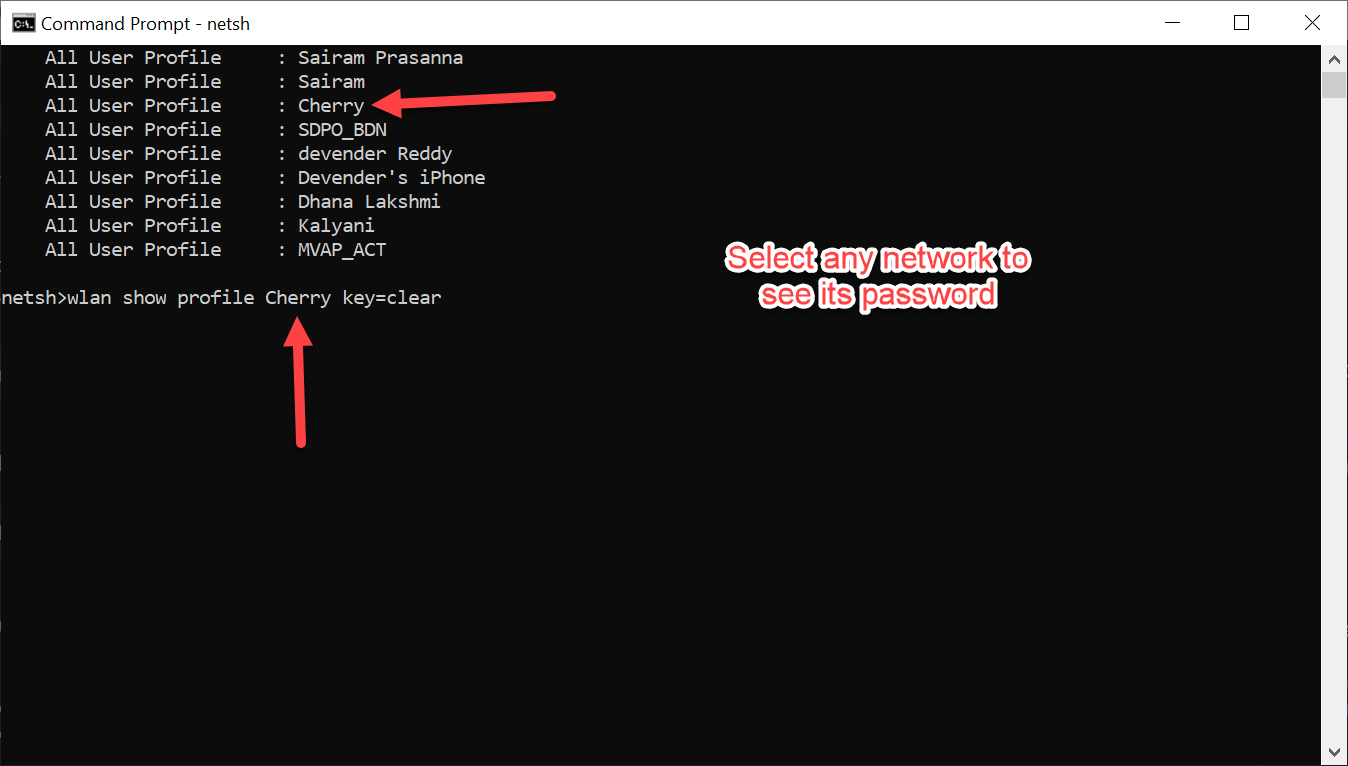 Command Prompt - netsh
All User Profile : Sairam Prasanna
All User Profile : Sairam
All User Profile : Cherry
All User Profile : SDPO_BDN
All User Profile : devender Reddy
All User Profile : Devender's iPhone
All User Profile : Dhana Lakshmi
All User Profile : Kalyani
All User Profile : MVAP_ACT
Select any network to
see its password
netsh>wlan show profile Cherry key=clear